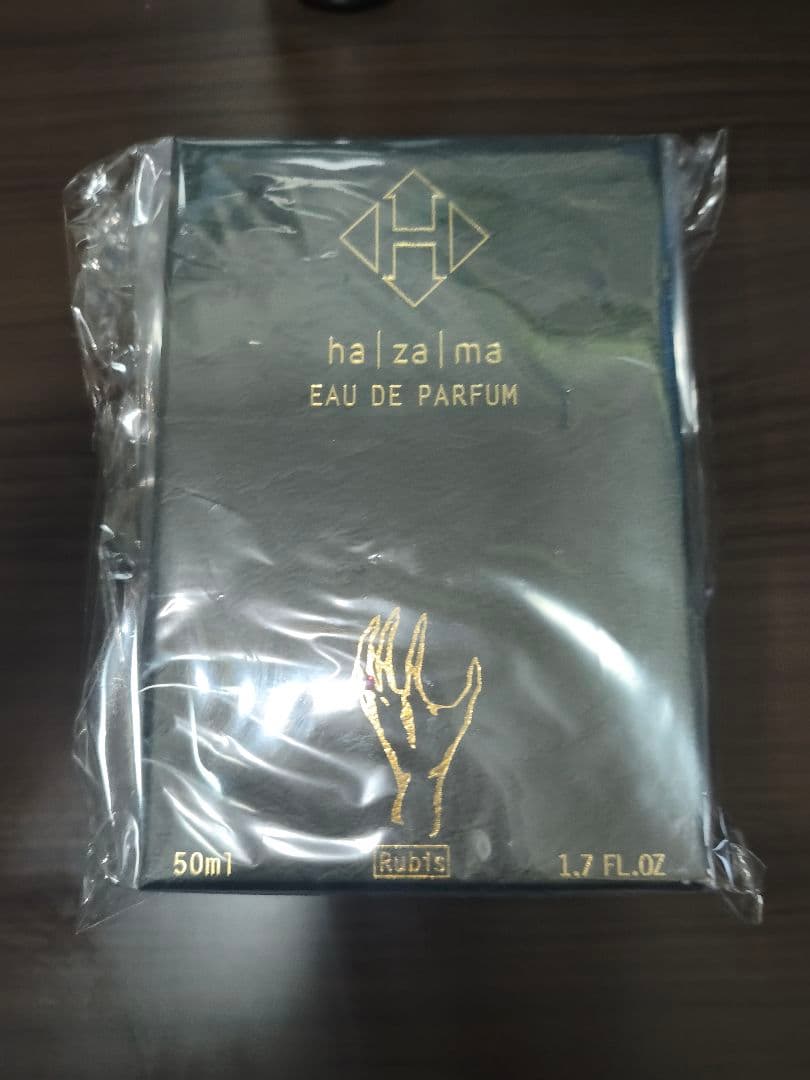 H
ha|za|ma
EAU DE PARFUM
50ml
Rubis
1.7 FL.OZ